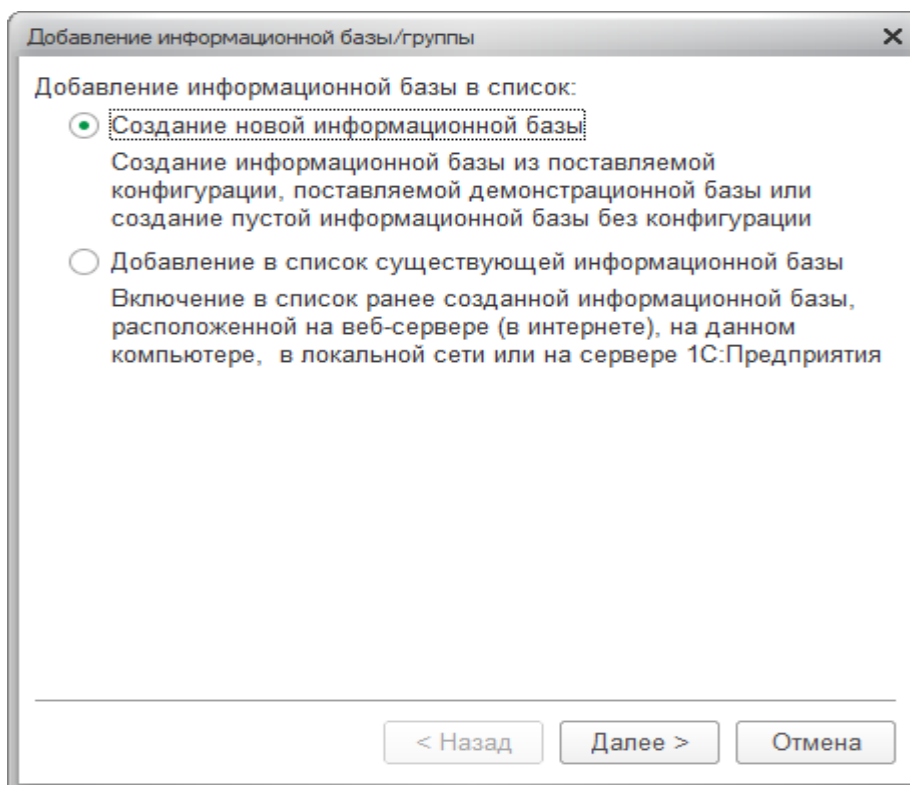 Добавление информационной базы/группы
Добавление информационной базы в список:
Создание новой информационной базы
Создание информационной базы из поставляемой
конфигурации, поставляемой демонстрационной базы или
создание пустой информационной базы без конфигурации
Добавление в список существующей информационной базы
Включение в список ранее созданной информационной базы,
расположенной на веб-сервере (в интернете), на данном
компьютере,  в локальной сети или на сервере 1С:Предприятия
< Назад
Далее >
Отмена